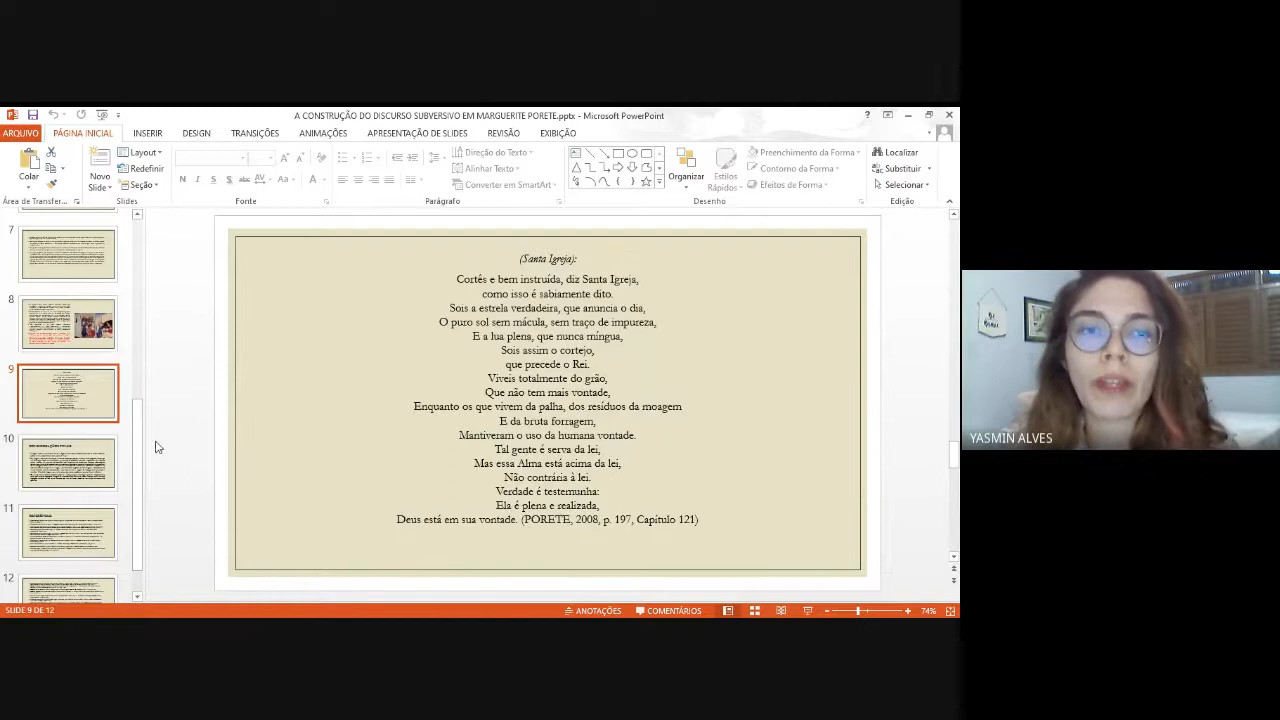 A CONSTRUÇÃO DO DISCURSO SUBVERSIVO EM MARGUERITE PORETE.pptx - Microsoft PowerPoint
ARQUIVO PÁGINA INICIAL INSERIR DESIGN TRANSIÇÕES ANIMAÇÕES APRESENTAÇÃO DE SLIDES REVISÃO EXIBIÇÃO
Colar
Novo Slide
Layout
Redefinir
Seção
Direção do Texto
Alinhar Texto
Converter em SmartArt
Organizar
Estilos Rápidos
Preenchimento da Forma
Contorno da Forma
Efeitos de Forma
Localizar
Substituir
Selecionar
Área de Transfer... Slides Fonte Parágrafo Desenho Edição
7
8
9
10
11
12
(Santa Igreja):
Cortês e bem instruída, diz Santa Igreja,
como isso é sabiamente dito.
Sois a estrela verdadeira, que anuncia o dia,
O puro sol sem mácula, sem traço de impureza,
E a lua plena, que nunca míngua,
Sois assim o cortejo,
que precede o Rei.
Viveis totalmente do grão,
Que não tem mais vontade,
Enquanto os que vivem da palha, dos resíduos da moagem
E da bruta forragem,
Mantiveram o uso da humana vontade.
Tal gente é serva da lei,
Mas essa Alma está acima da lei,
Não contrária à lei.
Verdade é testemunha:
Ela é plena e realizada,
Deus está em sua vontade. (PORETE, 2008, p. 197, Capítulo 121)
YASMIN ALVES
SLIDE 9 DE 12 ANOTAÇÕES COMENTÁRIOS 74%